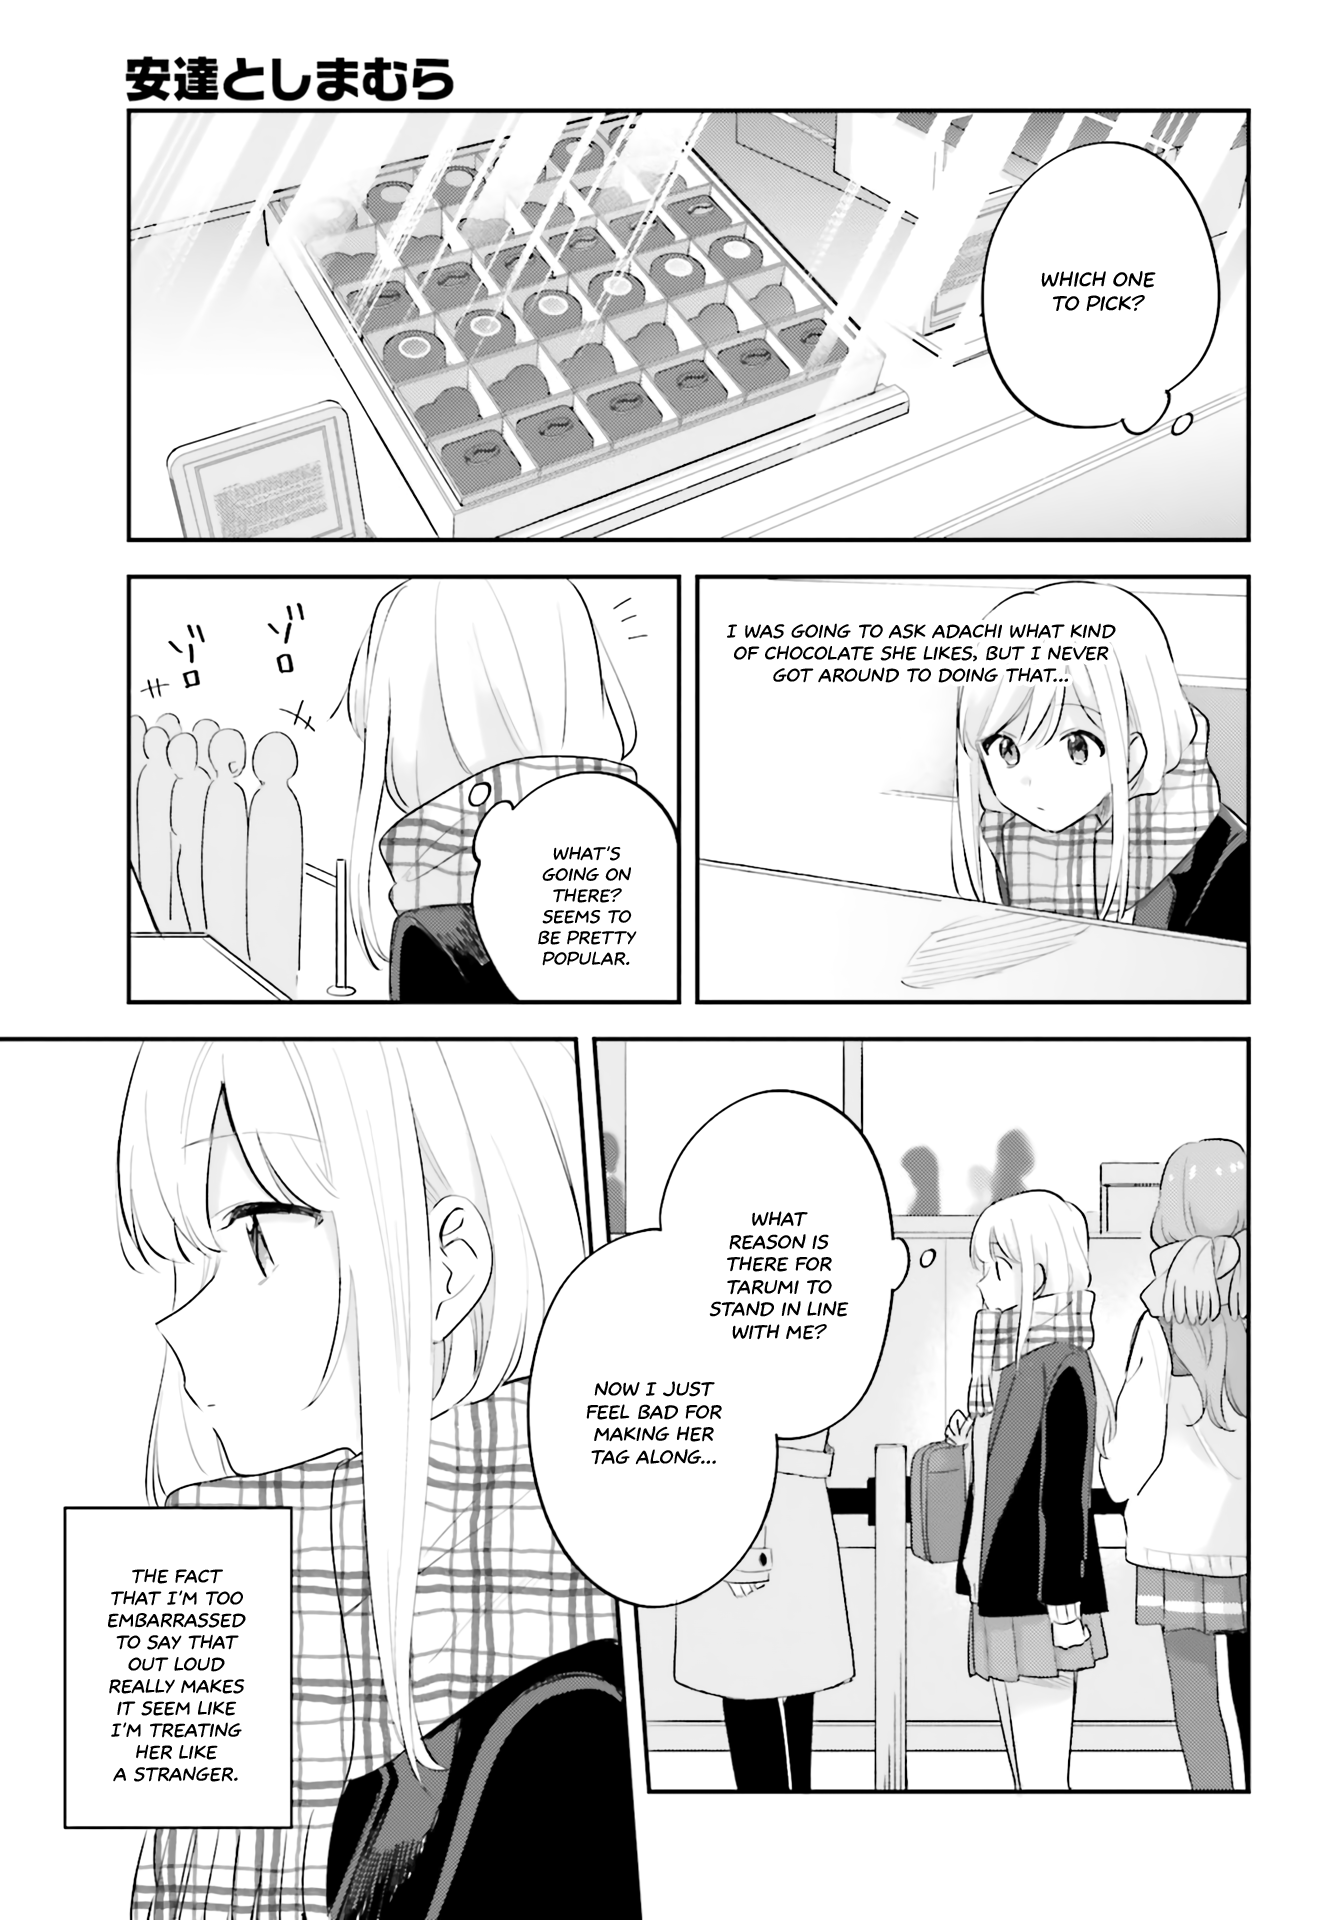 安達としまむら
WHICH ONE
TO PICK?
I WAS GOING TO ASK ADACHI WHAT KIND
OF CHOCOLATE SHE LIKES, BUT I NEVER
GOT AROUND TO DOING THAT...
ゾロ
ゾロ
WHAT'S
GOING ON
THERE?
SEEMS TO
BE PRETTY
POPULAR.
WHAT
REASON IS
THERE FOR
TARUMI TO
STAND IN LINE
WITH ME?
NOW I JUST
FEEL BAD FOR
MAKING HER
TAG ALONG...
THE FACT
THAT I'M TOO
EMBARRASSED
TO SAY THAT
OUT LOUD
REALLY MAKES
IT SEEM LIKE
I'M TREATING
HER LIKE
A STRANGER.